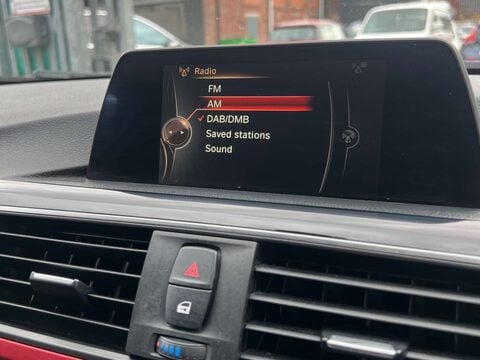 Radio
FM
AM
DAB/DMB
Saved stations
Sound